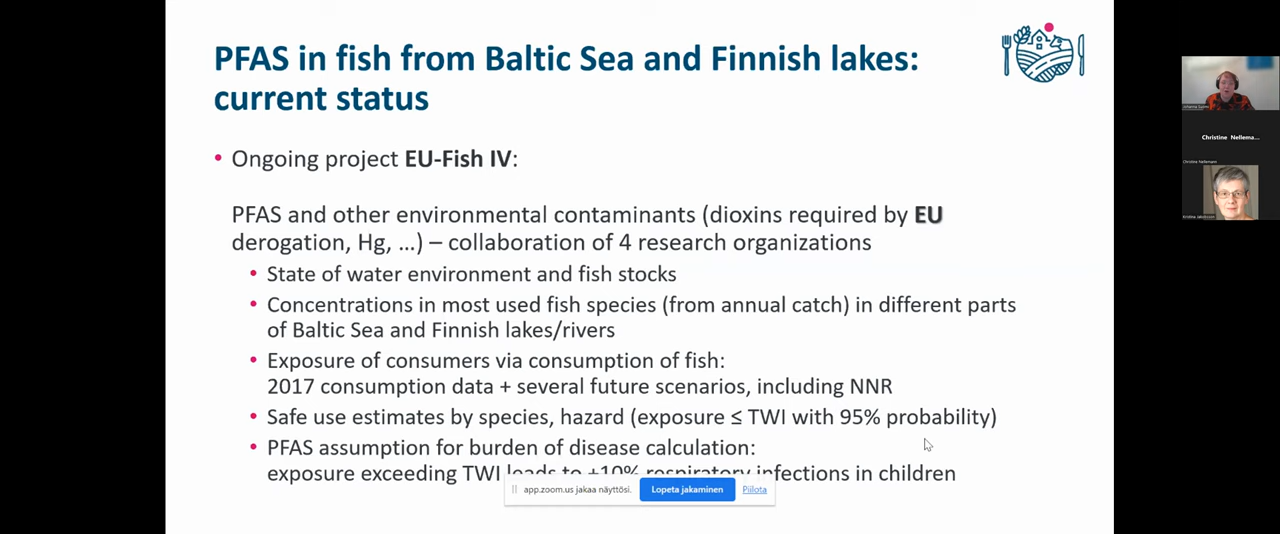 PFAS in fish from Baltic Sea and Finnish lakes:
current status
• Ongoing project EU-Fish IV:
PFAS and other environmental contaminants (dioxins required by EU
derogation, Hg, …) – collaboration of 4 research organizations
• State of water environment and fish stocks
• Concentrations in most used fish species (from annual catch) in different parts
of Baltic Sea and Finnish lakes/rivers
• Exposure of consumers via consumption of fish:
2017 consumption data + several future scenarios, including NNR
• Safe use estimates by species, hazard (exposure ≤ TWI with 95% probability)
• PFAS assumption for burden of disease calculation:
exposure exceeding TWI leads to +10% respiratory infections in children
app.zoom.us jakaa näyttösi.
Lopeta jakaminen
Piilota
Christine Nellema...
Christine Nellemann